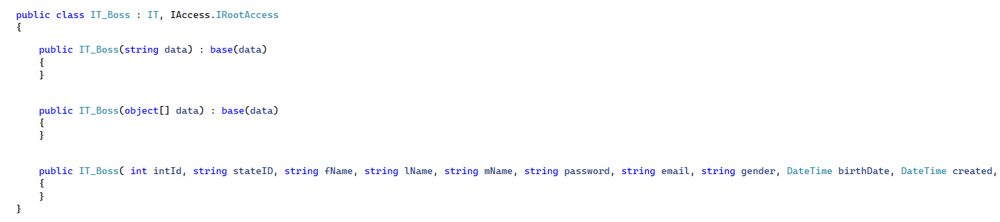 public class IT_Boss : IT, IAccess.IRootAccess
{
public IT_Boss(string data) : base(data)
{
}
public IT_Boss(object[] data) : base(data)
{
}
public IT_Boss( int intId, string stateID, string fName, string lName, string mName, string password, string email, string gender, DateTime birthDate, DateTime created,
{
}
}